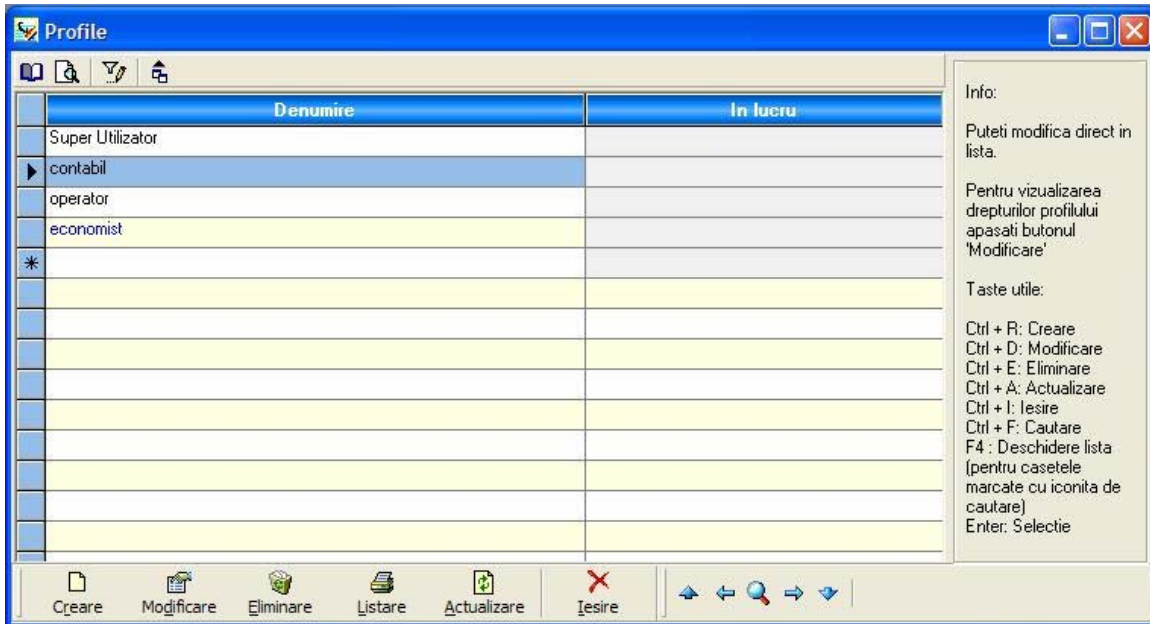 Profile
Denumire In lucru
Super Utilizator
contabil
operator
economist
Info:
Puteti modifica direct in
lista.
Pentru vizualizarea
drepturilor profilului
apasati butonul
'Modificare'
Taste utile:
Ctrl + R: Creare
Ctrl + D: Modificare
Ctrl + E: Eliminare
Ctrl + A: Actualizare
Ctrl + I: Iesire
Ctrl + F: Cautare
F4 : Deschidere lista
(pentru casetele
marcate cu iconita de
cautare)
Enter: Selectie
Creare Modificare Eliminare Listare Actualizare Iesire